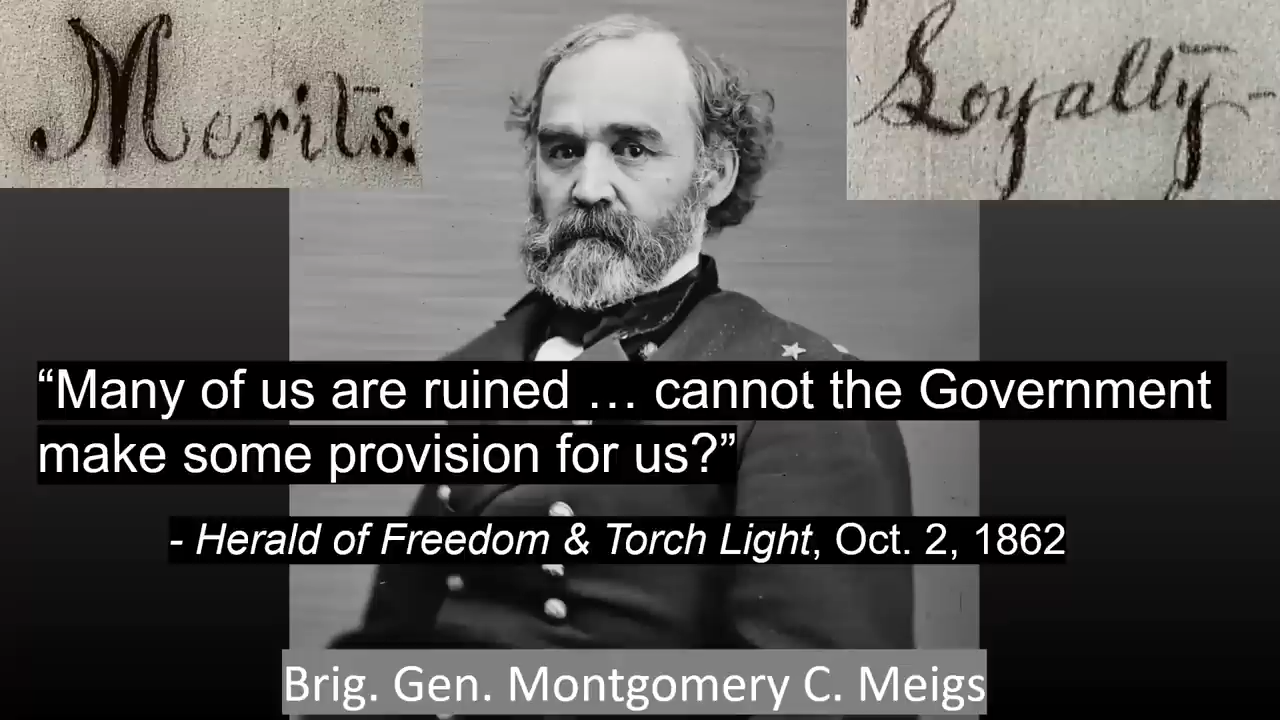 Merits:
Loyalty-
“Many of us are ruined … cannot the Government
make some provision for us?”
- Herald of Freedom & Torch Light, Oct. 2, 1862
Brig. Gen. Montgomery C. Meigs